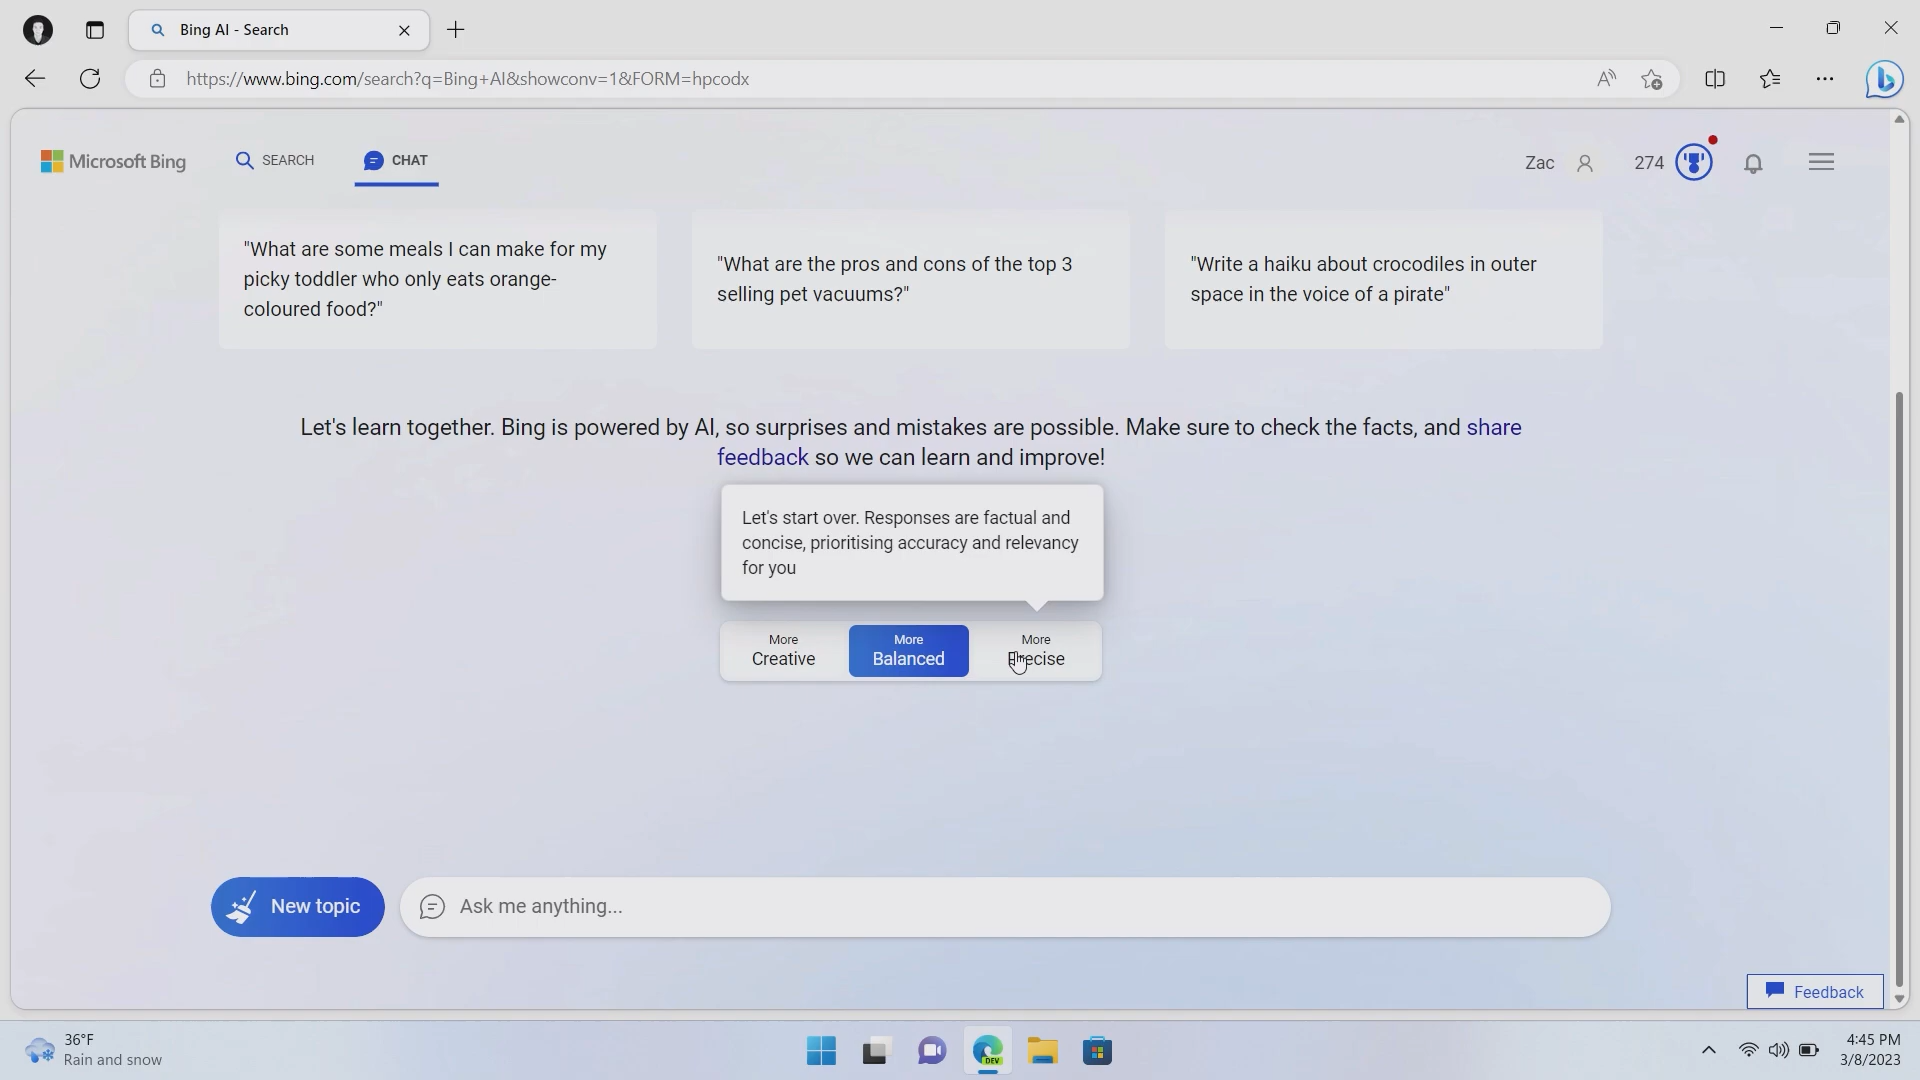 Bing AI - Search
https://www.bing.com/search?q=Bing+AI&showconv=1&FORM=hpcodx
Microsoft Bing
SEARCH
CHAT
Zac
274
"What are some meals I can make for my
picky toddler who only eats orange-
coloured food?"
"What are the pros and cons of the top 3
selling pet vacuums?"
"Write a haiku about crocodiles in outer
space in the voice of a pirate"
Let's learn together. Bing is powered by AI, so surprises and mistakes are possible. Make sure to check the facts, and share
feedback so we can learn and improve!
Let's start over. Responses are factual and
concise, prioritising accuracy and relevancy
for you
More
Creative
More
Balanced
More
Precise
New topic
Ask me anything...
Feedback
36°F
Rain and snow
DEV
4:45 PM
3/8/2023